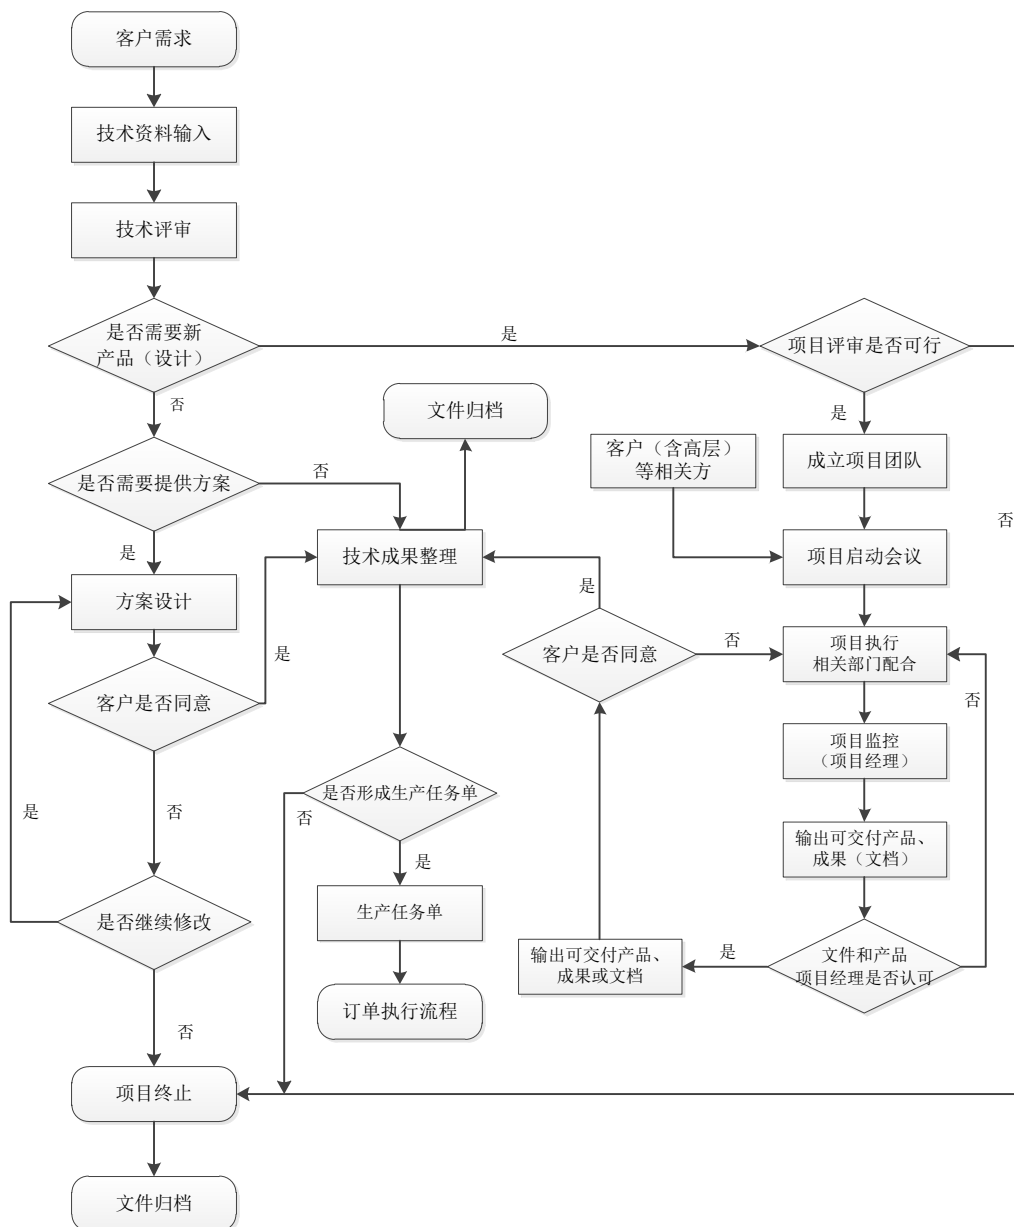 客户需求
技术资料输入
技术评审
是否需要新
产品（设计）
是
项目评审是否可行
否
是
文件归档
客户（含高层）
等相关方
成立项目团队
是否需要提供方案
否
否
技术成果整理
项目启动会议
是
是
方案设计
项目执行
相关部门配合
客户是否同意
否
是
否
客户是否同意
项目监控
（项目经理）
是否形成生产任务单
是
否
否
输出可交付产品、
成果（文档）
是
生产任务单
是否继续修改
文件和产品
项目经理是否认可
是
输出可交付产品、
成果或文档
订单执行流程
否
项目终止
文件归档